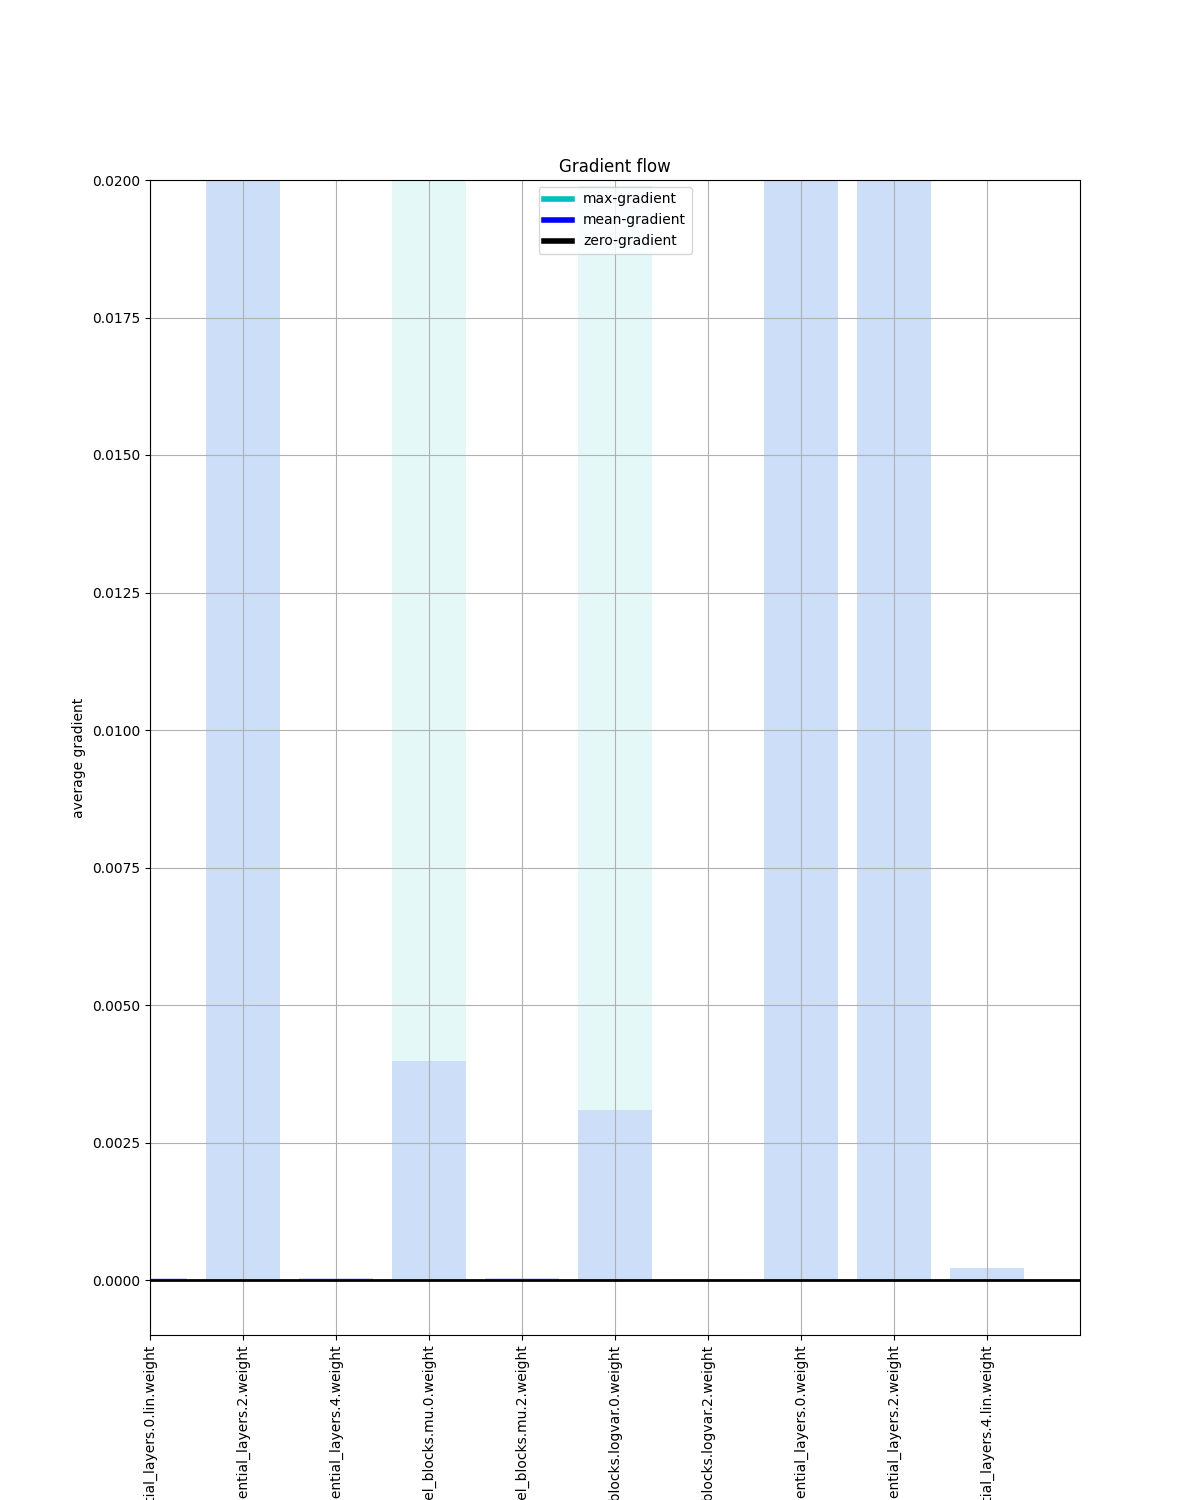 Gradient flow
max-gradient
mean-gradient
zero-gradient
0.0200
0.0175
0.0150
0.0125
0.0100
0.0075
0.0050
0.0025
0.0000
average gradient
tial_layers.0.lin.weight
ential_layers.2.weight
ential_layers.4.weight
el_blocks.mu.0.weight
el_blocks.mu.2.weight
blocks.logvar.0.weight
blocks.logvar.2.weight
ential_layers.0.weight
ential_layers.2.weight
tial_layers.4.lin.weight